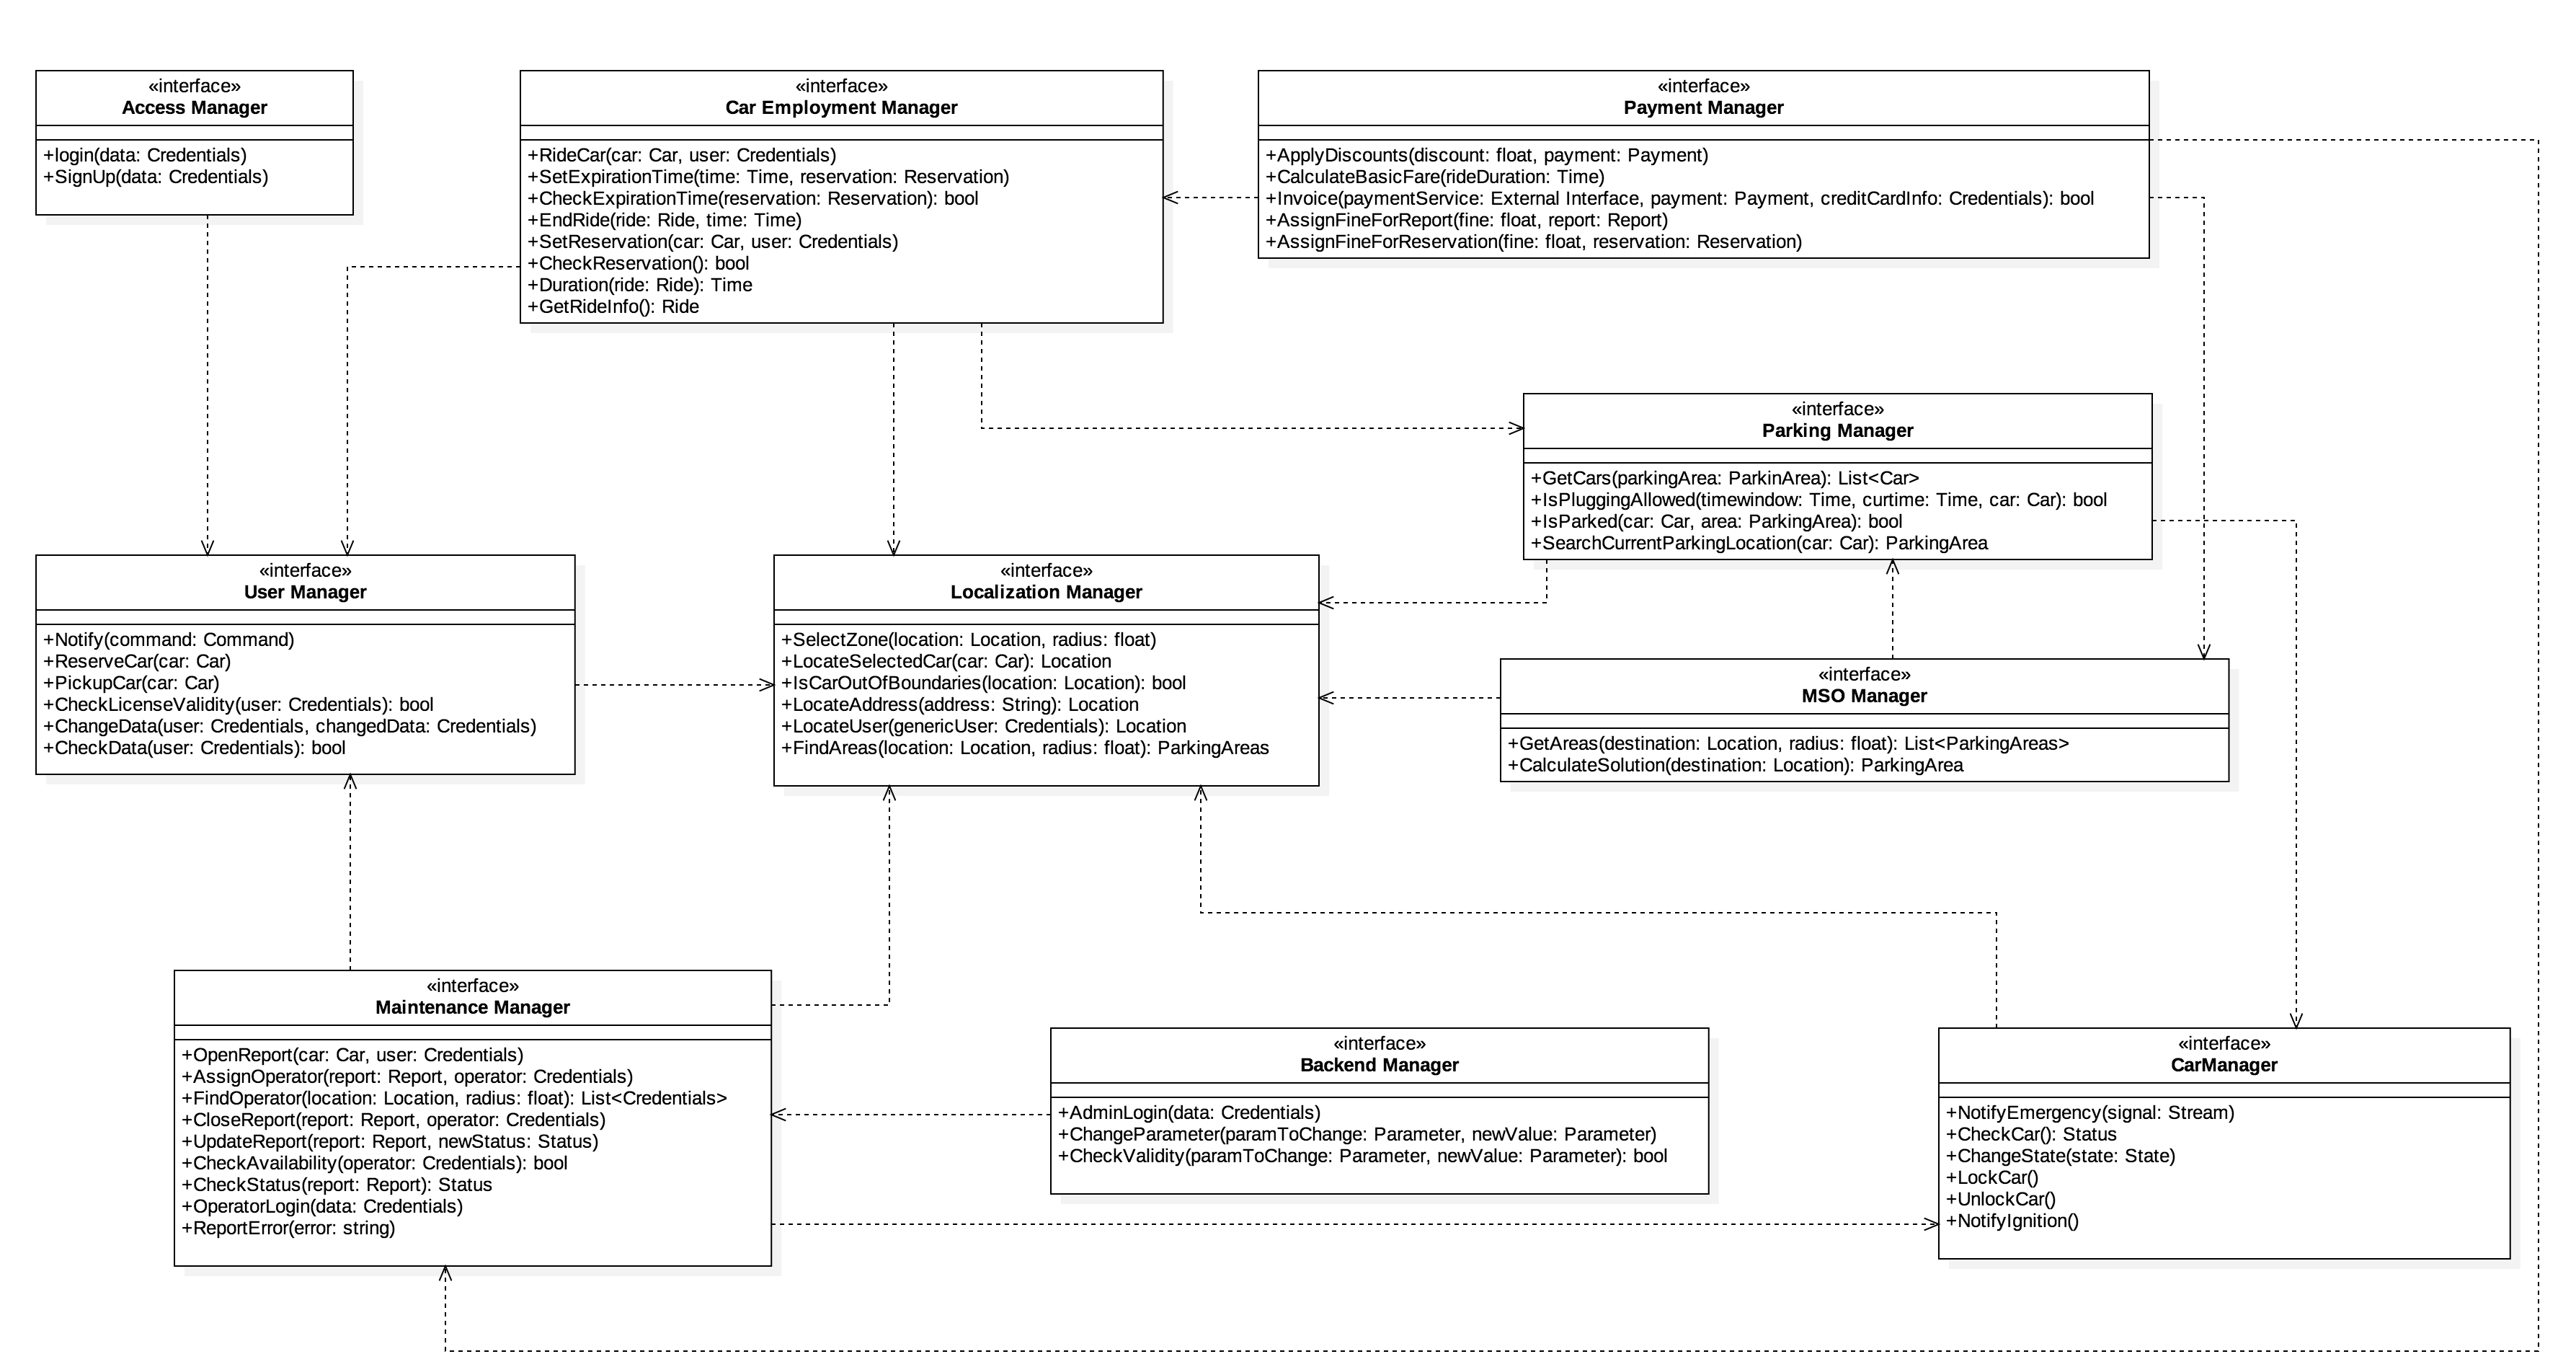 «interface»
Access Manager
+login(data: Credentials)
+SignUp(data: Credentials)
«interface»
Car Employment Manager
+RideCar(car: Car, user: Credentials)
+SetExpirationTime(time: Time, reservation: Reservation)
+CheckExpirationTime(reservation: Reservation): bool
+EndRide(ride: Ride, time: Time)
+SetReservation(car: Car, user: Credentials)
+CheckReservation(): bool
+Duration(ride: Ride): Time
+GetRideInfo(): Ride
«interface»
Payment Manager
+ApplyDiscounts(discount: float, payment: Payment)
+CalculateBasicFare(rideDuration: Time)
+Invoice(paymentService: External Interface, payment: Payment, creditCardInfo: Credentials): bool
+AssignFineForReport(fine: float, report: Report)
+AssignFineForReservation(fine: float, reservation: Reservation)
«interface»
Parking Manager
+GetCars(parkingArea: ParkinArea): List<Car>
+IsPluggingAllowed(timewindow: Time, curtime: Time, car: Car): bool
+IsParked(car: Car, area: ParkingArea): bool
+SearchCurrentParkingLocation(car: Car): ParkingArea
«interface»
User Manager
+Notify(command: Command)
+ReserveCar(car: Car)
+PickupCar(car: Car)
+CheckLicenseValidity(user: Credentials): bool
+ChangeData(user: Credentials, changedData: Credentials)
+CheckData(user: Credentials): bool
«interface»
Localization Manager
+SelectZone(location: Location, radius: float)
+LocateSelectedCar(car: Car): Location
+IsCarOutOfBoundaries(location: Location): bool
+LocateAddress(address: String): Location
+LocateUser(genericUser: Credentials): Location
+FindAreas(location: Location, radius: float): ParkingAreas
«interface»
MSO Manager
+GetAreas(destination: Location, radius: float): List<ParkingAreas>
+CalculateSolution(destination: Location): ParkingArea
«interface»
Maintenance Manager
+OpenReport(car: Car, user: Credentials)
+AssignOperator(report: Report, operator: Credentials)
+FindOperator(location: Location, radius: float): List<Credentials>
+CloseReport(report: Report, operator: Credentials)
+UpdateReport(report: Report, newStatus: Status)
+CheckAvailability(operator: Credentials): bool
+CheckStatus(report: Report): Status
+OperatorLogin(data: Credentials)
+ReportError(error: string)
«interface»
Backend Manager
+AdminLogin(data: Credentials)
+ChangeParameter(paramToChange: Parameter, newValue: Parameter)
+CheckValidity(paramToChange: Parameter, newValue: Parameter): bool
«interface»
CarManager
+NotifyEmergency(signal: Stream)
+CheckCar(): Status
+ChangeState(state: State)
+LockCar()
+UnlockCar()
+NotifyIgnition()